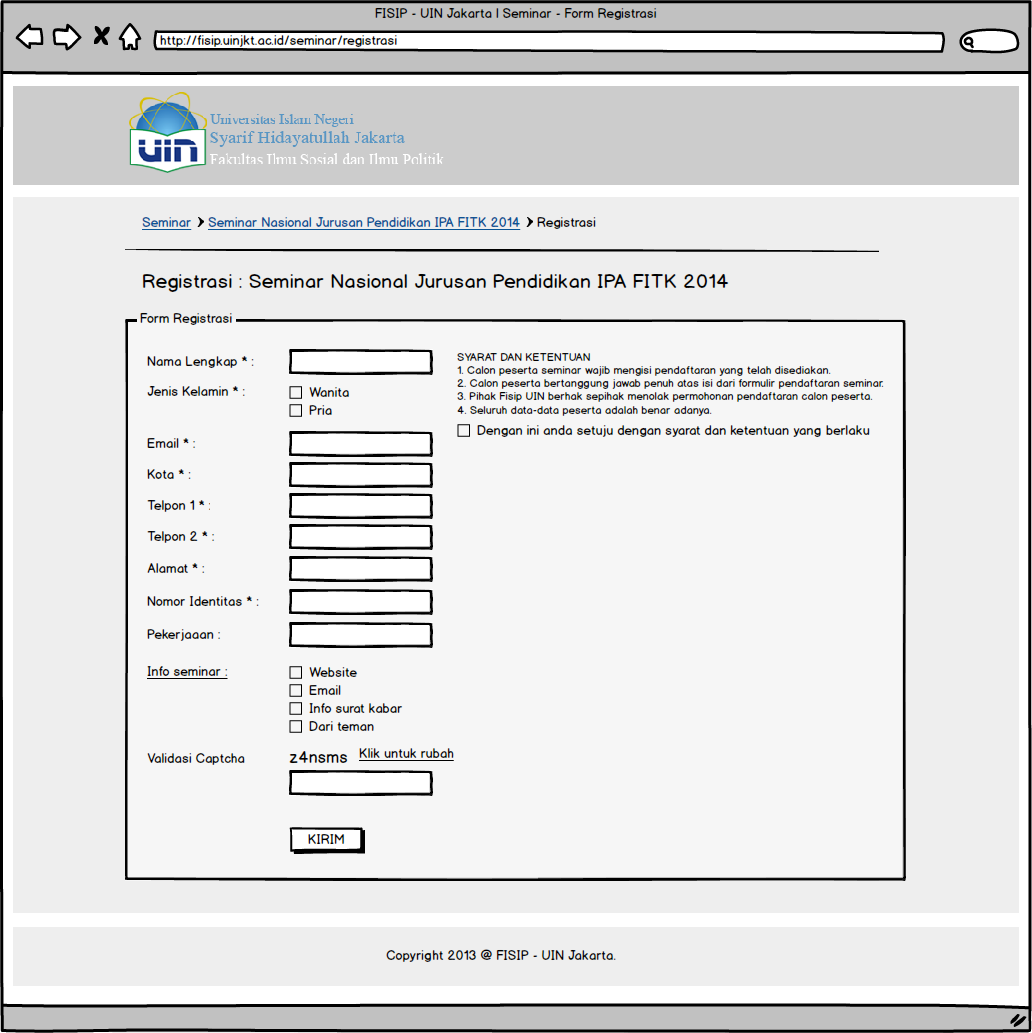 FISIP - UIN Jakarta | Seminar - Form Registrasi
http://fisip.uinjkt.ac.id/seminar/registrasi
Universitas Islam Negeri
Syarif Hidayatullah Jakarta
UIN Fakultas Ilmu Sosial dan Ilmu Politik
Seminar Seminar Nasional Jurusan Pendidikan IPA FITK 2014 Registrasi
Registrasi : Seminar Nasional Jurusan Pendidikan IPA FITK 2014
Form Registrasi
Nama Lengkap * :
Jenis Kelamin * :
Wanita
Pria
Email * :
Kota * :
Telpon 1 * :
Telpon 2 * :
Alamat * :
Nomor Identitas * :
Pekerjaaan :
Info seminar :
Website
Email
Info surat kabar
Dari teman
Validasi Captcha
z4nsms Klik untuk rubah
KIRIM
SYARAT DAN KETENTUAN
1. Calon peserta seminar wajib mengisi pendaftaran yang telah disediakan.
2. Calon peserta bertanggung jawab penuh atas isi dari formulir pendaftaran seminar.
3. Pihak Fisip UIN berhak sepihak menolak permohonan pendaftaran calon peserta.
4. Seluruh data-data peserta adalah benar adanya.
Dengan ini anda setuju dengan syarat dan ketentuan yang berlaku
Copyright 2013 @ FISIP - UIN Jakarta.